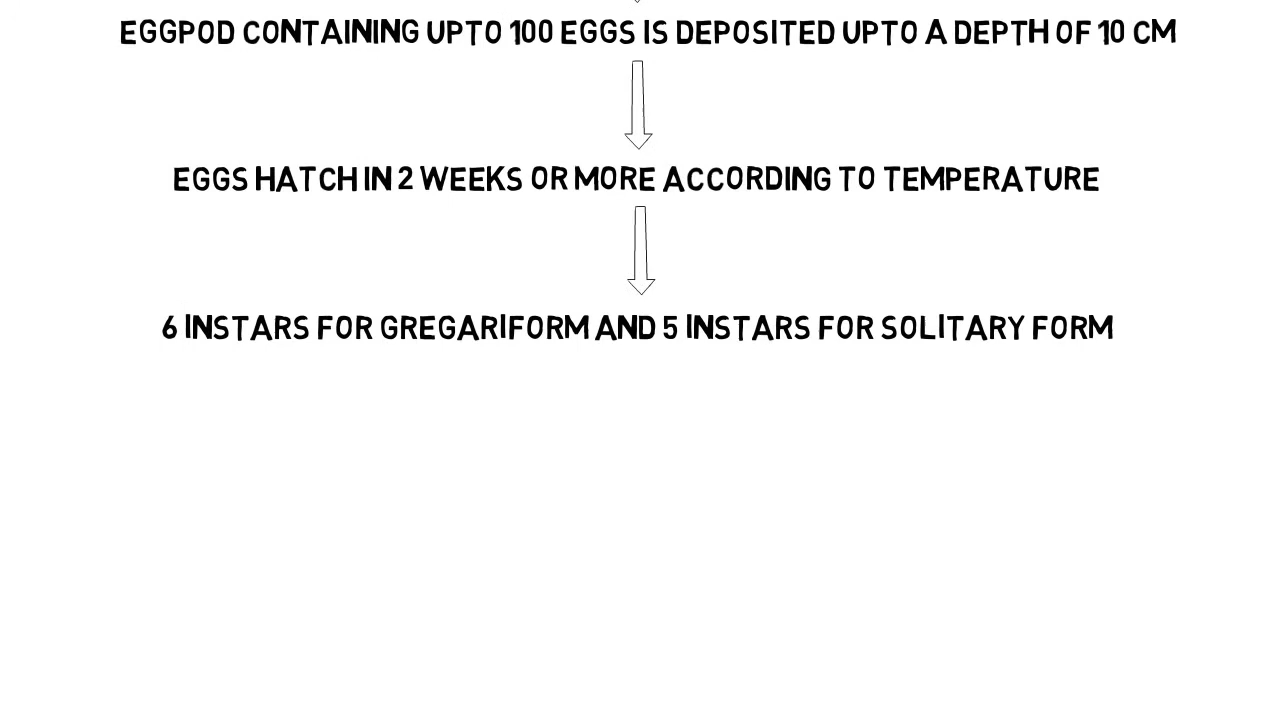 EGGPOD CONTAINING UPTO 100 EGGS IS DEPOSITED UPTO A DEPTH OF 10 CM
EGGS HATCH IN 2 WEEKS OR MORE ACCORDING TO TEMPERATURE
6 INSTARS FOR GREGARIFORM AND 5 INSTARS FOR SOLITARY FORM